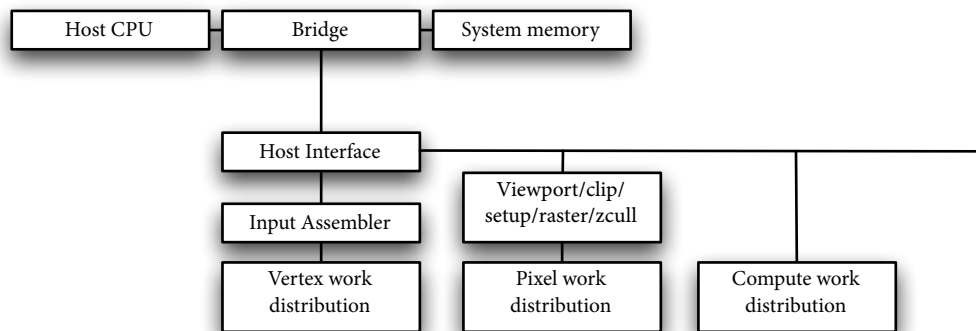 Host CPU
Bridge
System memory
Host Interface
Viewport/clip/
setup/raster/zcull
Input Assembler
Vertex work
distribution
Pixel work
distribution
Compute work
distribution